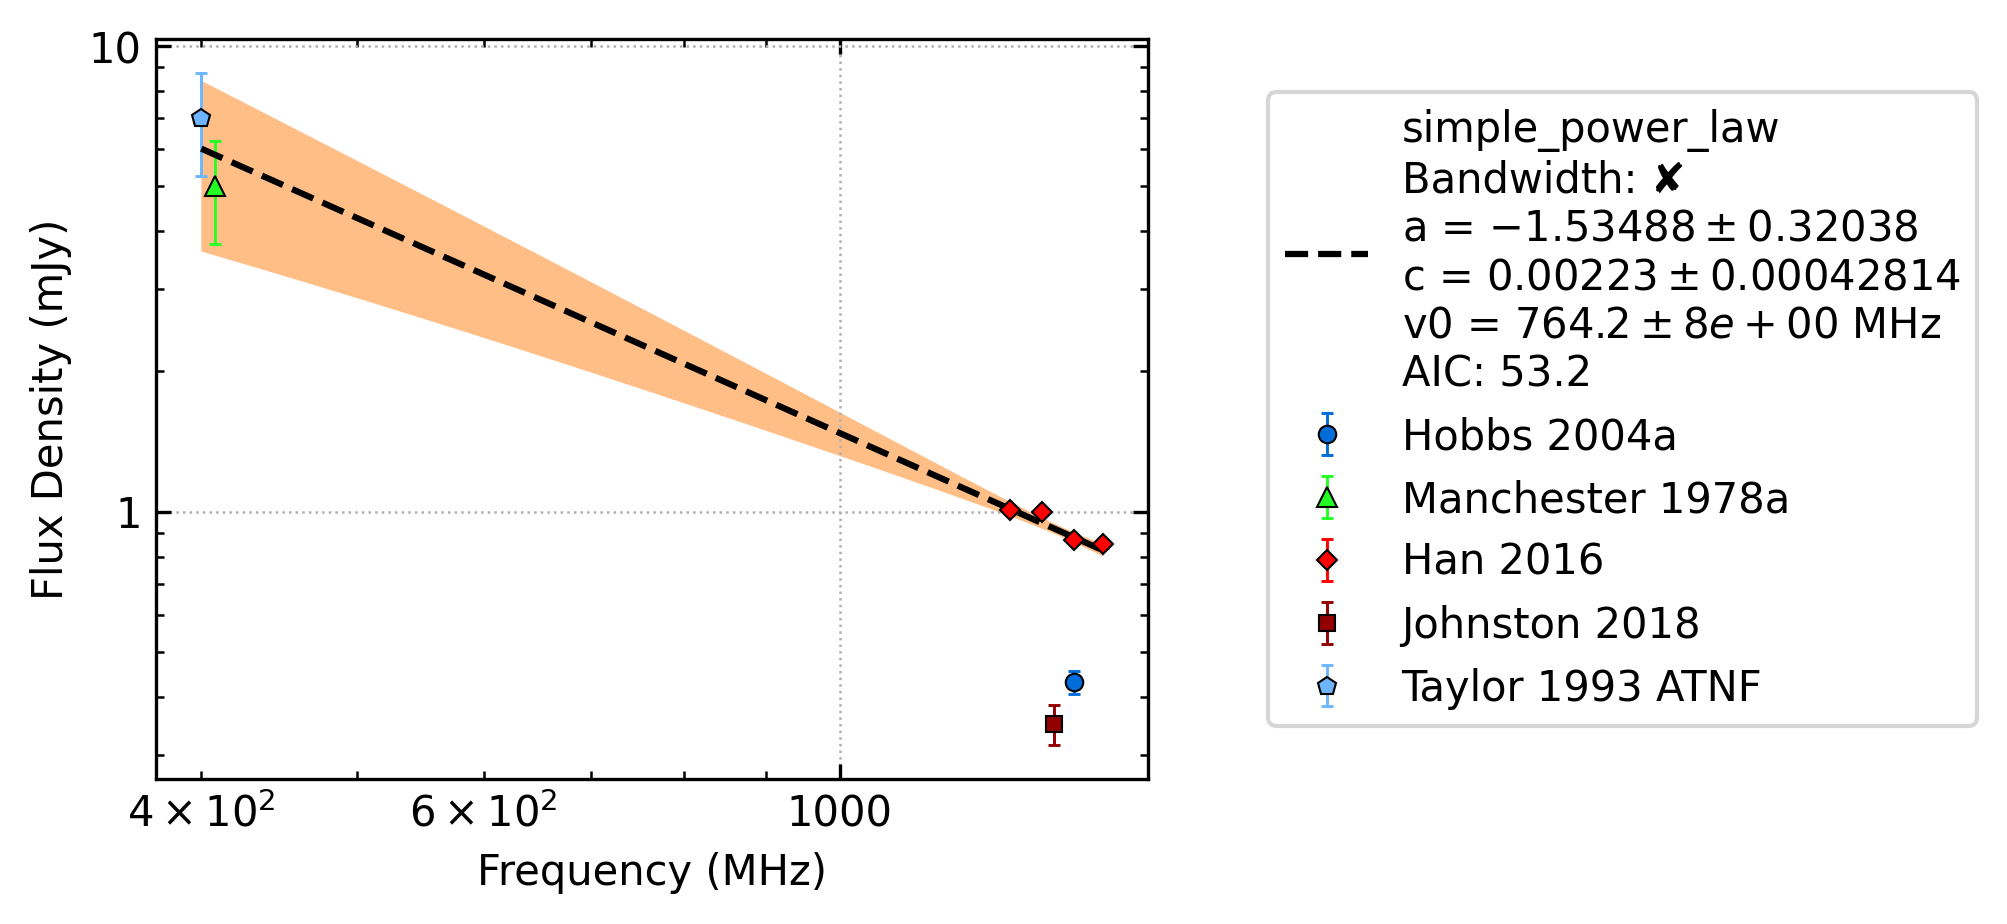 10
1
Flux Density (mJy)
4 × 10²
6 × 10²
1000
Frequency (MHz)
simple_power_law
Bandwidth: ✘
a = −1.53488 ± 0.32038
c = 0.00223 ± 0.00042814
v0 = 764.2 ± 8e + 00 MHz
AIC: 53.2
Hobbs 2004a
Manchester 1978a
Han 2016
Johnston 2018
Taylor 1993 ATNF